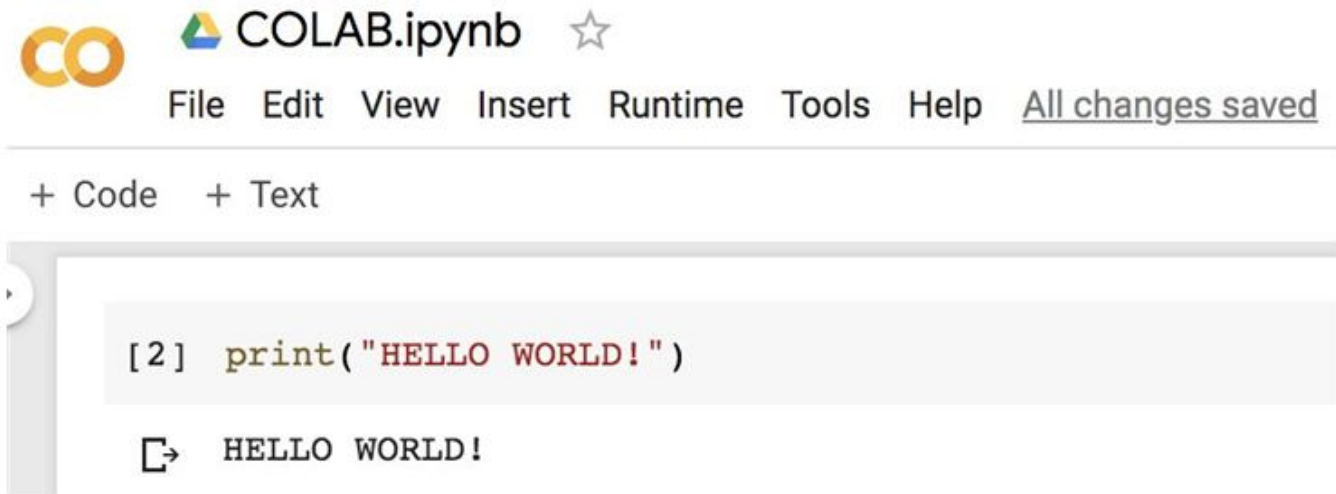 CO
COLAB.ipynb
File Edit View Insert Runtime Tools Help All changes saved
+ Code + Text
[2] print("HELLO WORLD!")
HELLO WORLD!